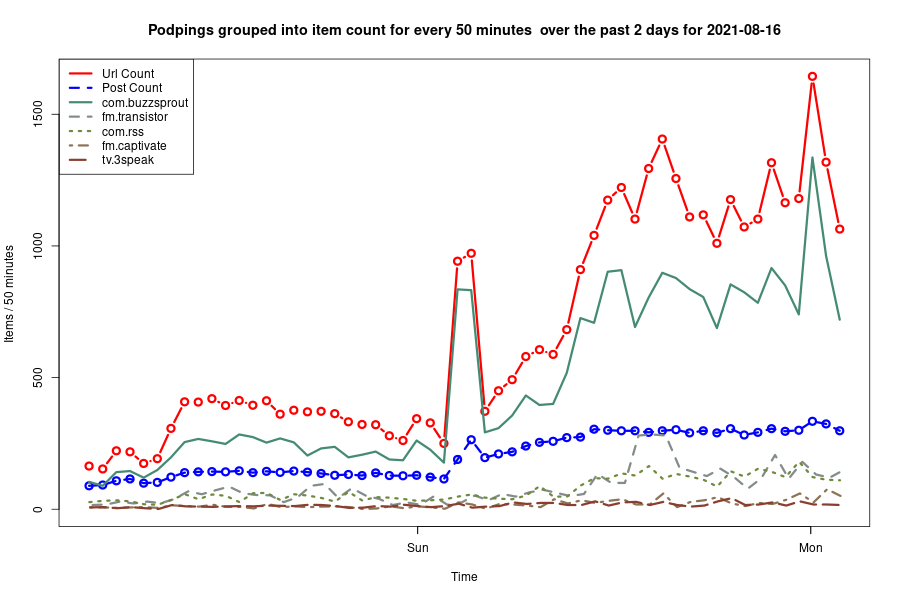 Podpings grouped into item count for every 50 minutes  over the past 2 days for 2021-08-16
Url Count
Post Count
com.buzzsprout
fm.transistor
com.rss
fm.captivate
tv.3speak
1500
1000
500
0
Items / 50 minutes
Sun
Mon
Time